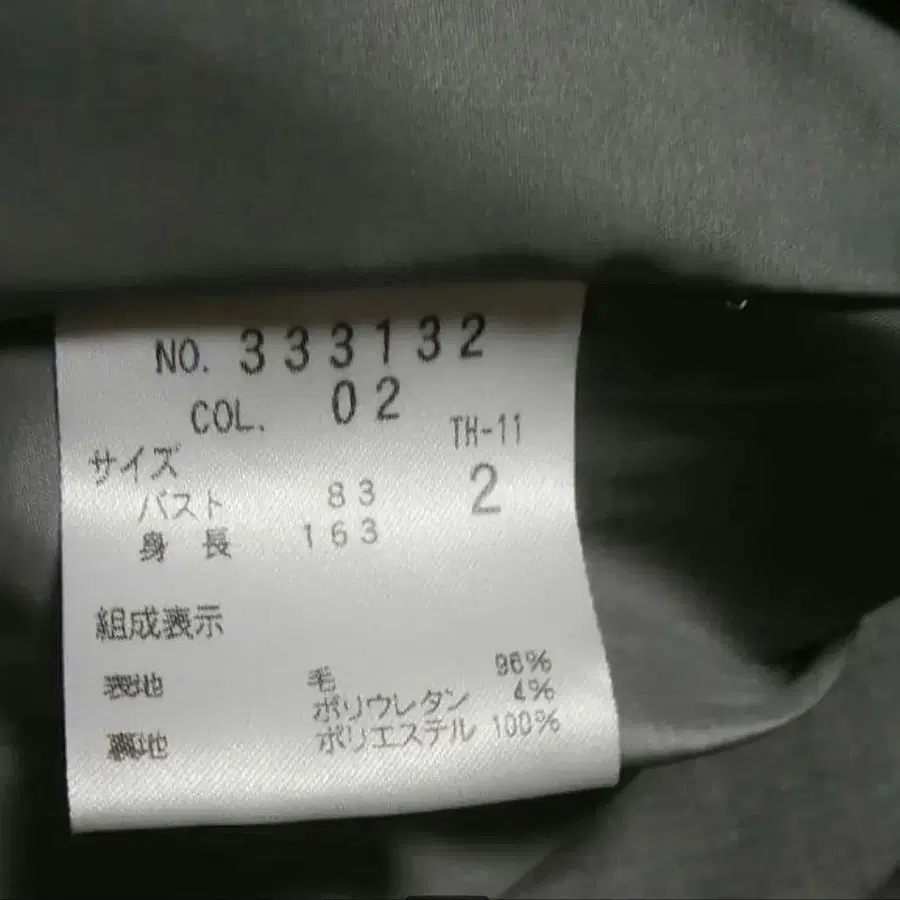 NO. 333132
COL. 02
TH-11
サイズ 2
バスト 83
身長 163
組成表示
表地 毛 96%
ポリウレタン 4%
裏地 ポリエステル 100%